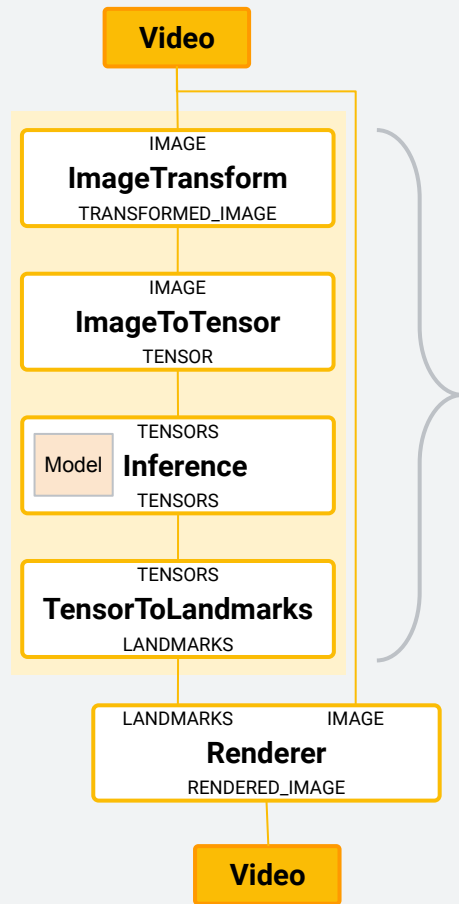 Video
IMAGE
ImageTransform
TRANSFORMED_IMAGE
IMAGE
ImageToTensor
TENSOR
TENSORS
Model
Inference
TENSORS
TENSORS
TensorToLandmarks
LANDMARKS
LANDMARKS IMAGE
Renderer
RENDERED_IMAGE
Video